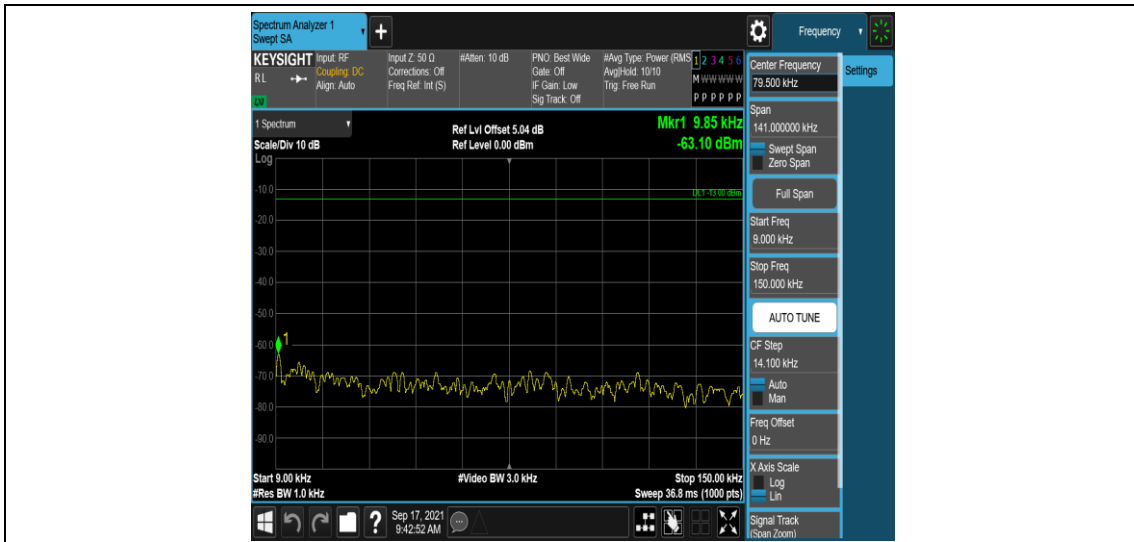 Spectrum Analyzer 1
Swept SA
Frequency
KEYSIGHT Input: RF Input Z: 50 Ω #Atten: 10 dB PNO: Best Wide #Avg Type: Power (RMS 1 2 3 4 5 6
RL Coupling: DC Corrections: Off Gate: Off Avg|Hold: 10/10 M W W W W W
Align: Auto Freq Ref: Int (S) IF Gain: Low Trig: Free Run
Sig Track: Off P P P P P P
LXI
1 Spectrum
Ref Lvl Offset 5.04 dB
Mkr1 9.85 kHz
Scale/Div 10 dB
Ref Level 0.00 dBm
-63.10 dBm
Log
DL1 -13.00 dBm
-10.0
-20.0
-30.0
-40.0
-50.0
-60.0
1
-70.0
-80.0
-90.0
Start 9.00 kHz #Video BW 3.0 kHz Stop 150.00 kHz
#Res BW 1.0 kHz Sweep 36.8 ms (1000 pts)
Sep 17, 2021
9:42:52 AM
Center Frequency
79.500 kHz
Settings
Span
141.000000 kHz
Swept Span
Zero Span
Full Span
Start Freq
9.000 kHz
Stop Freq
150.000 kHz
AUTO TUNE
CF Step
14.100 kHz
Auto
Man
Freq Offset
0 Hz
X Axis Scale
Log
Lin
Signal Track
(Span Zoom)